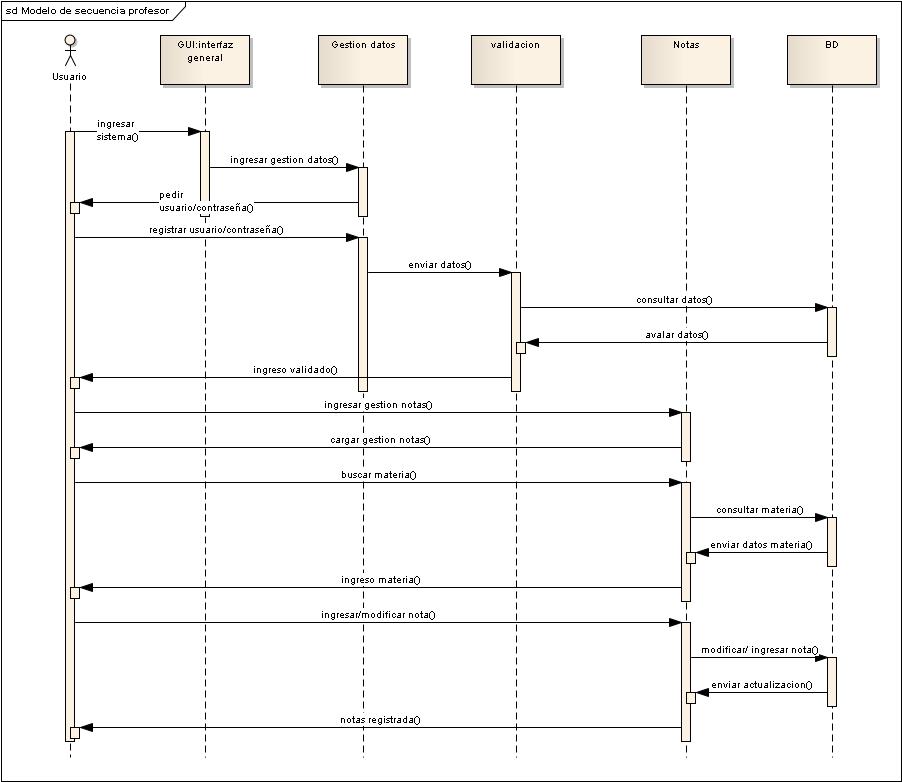 sd Modelo de secuencia profesor
Usuario
GUI:interfaz
general
Gestion datos
validacion
Notas
BD
ingresar
sistema()
ingresar gestion datos()
pedir
usuario/contraseña()
registrar usuario/contraseña()
enviar datos()
consultar datos()
avalar datos()
ingreso validado()
ingresar gestion notas()
cargar gestion notas()
buscar materia()
consultar materia()
enviar datos materia()
ingreso materia()
ingresar/modificar nota()
modificar/ ingresar nota()
enviar actualizacion()
notas registrada()